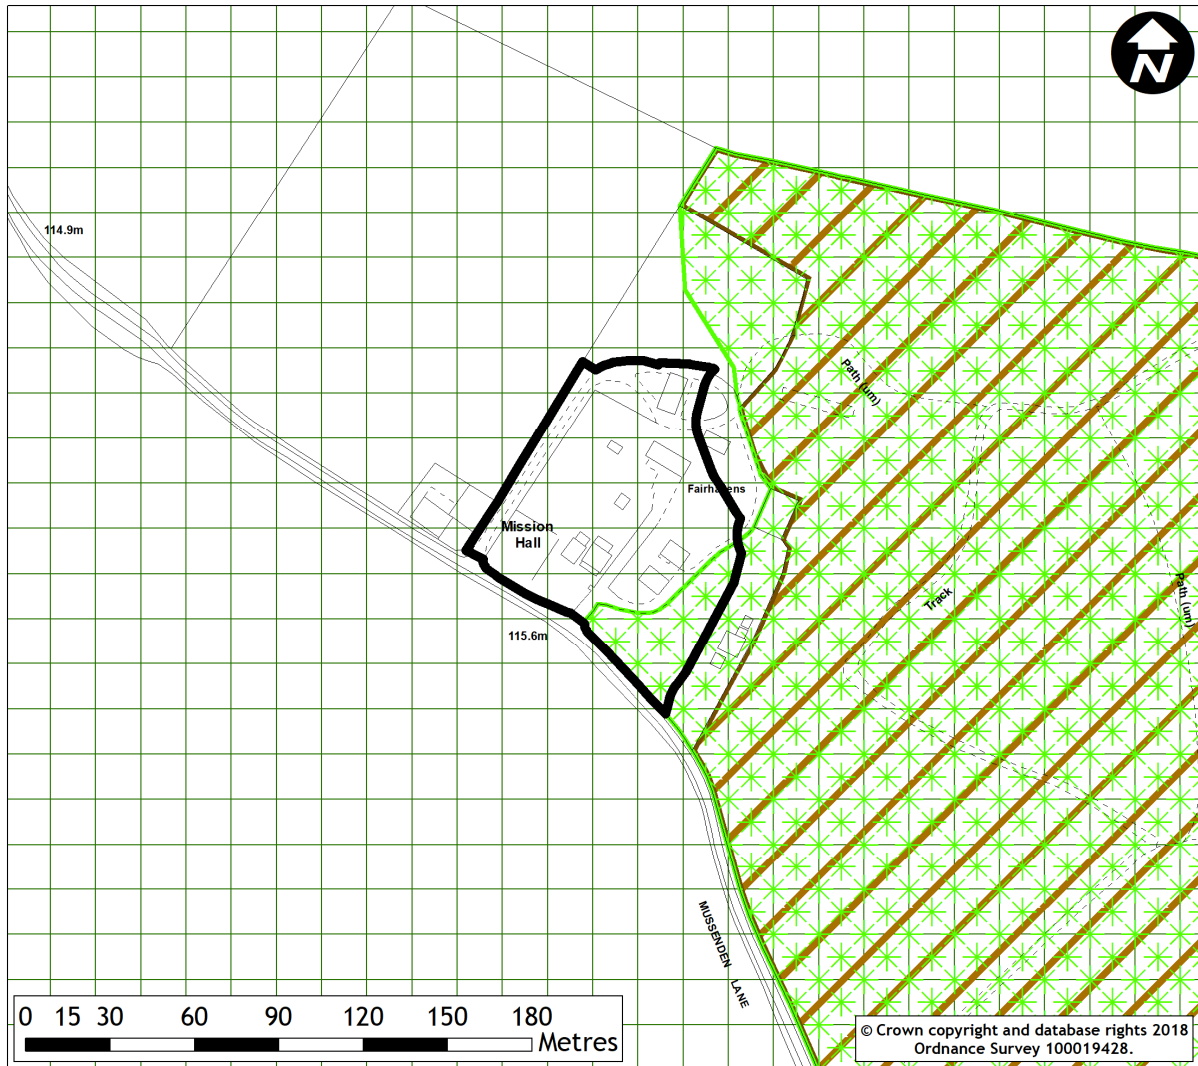 N
114.9m
Path (um)
Fairhavens
Mission
Hall
Path (um)
Track
115.6m
MUSSENDEN LANE
0 15 30 60 90 120 150 180
Metres
© Crown copyright and database rights 2018
Ordnance Survey 100019428.